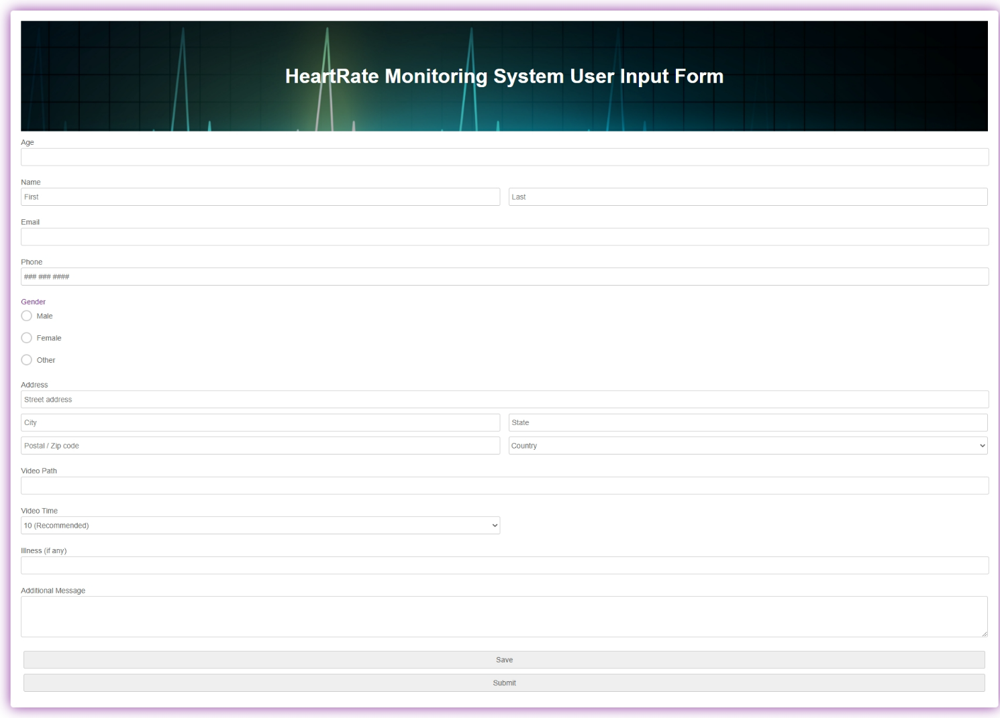 HeartRate Monitoring System User Input Form
Age
Name
First
Last
Email
Phone
### ### ####
Gender
Male
Female
Other
Address
Street address
City
State
Postal / Zip code
Country
Video Path
Video Time
10 (Recommended)
Illness (if any)
Additional Message
Save
Submit